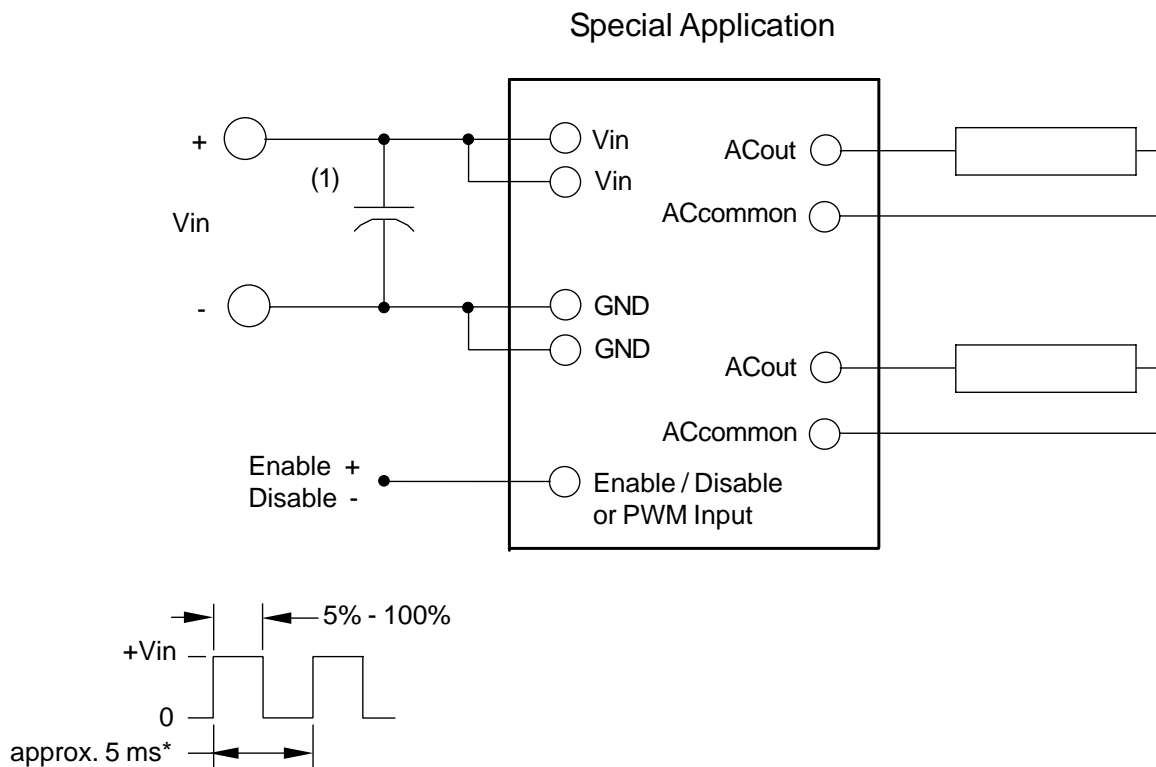 Special Application
+
Vin
-
(1)
Vin
Vin
GND
GND
ACout
ACcommon
ACout
ACcommon
Enable +
Disable -
Enable / Disable
or PWM Input
5% - 100%
+Vin
0
approx. 5 ms*